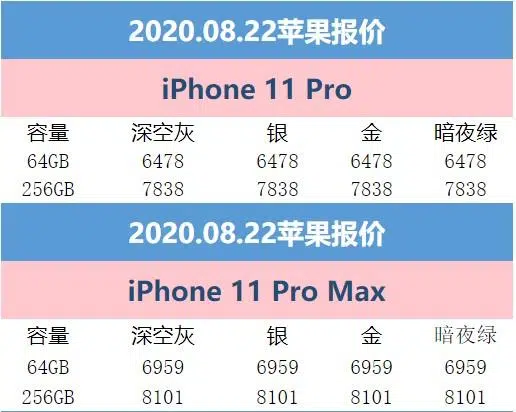 2020.08.22苹果报价
iPhone 11 Pro
容量 深空灰 银 金 暗夜绿
64GB 6478 6478 6478 6478
256GB 7838 7838 7838 7838
2020.08.22苹果报价
iPhone 11 Pro Max
容量 深空灰 银 金 暗夜绿
64GB 6959 6959 6959 6959
256GB 8101 8101 8101 8101